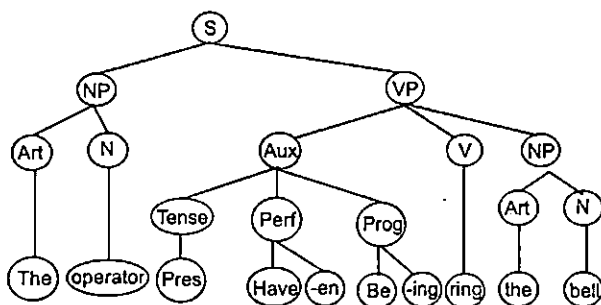 S
NP VP
Art N Aux V NP
Tense Perf Prog Art N
The operator Pres Have -en Be -ing ring the bell